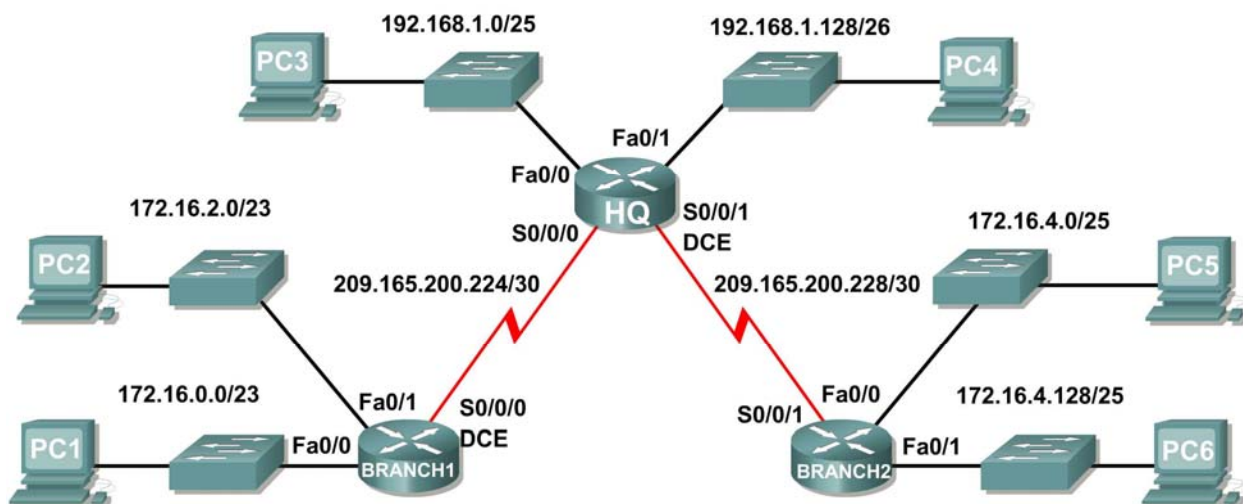 192.168.1.0/25
192.168.1.128/26
PC3
PC4
Fa0/1
Fa0/0
172.16.2.0/23
HQ
S0/0/1
DCE
172.16.4.0/25
S0/0/0
PC2
PC5
209.165.200.224/30
209.165.200.228/30
172.16.0.0/23
Fa0/1
S0/0/0
DCE
Fa0/0
172.16.4.128/25
S0/0/1
PC1
Fa0/0
BRANCH1
BRANCH2
Fa0/1
PC6